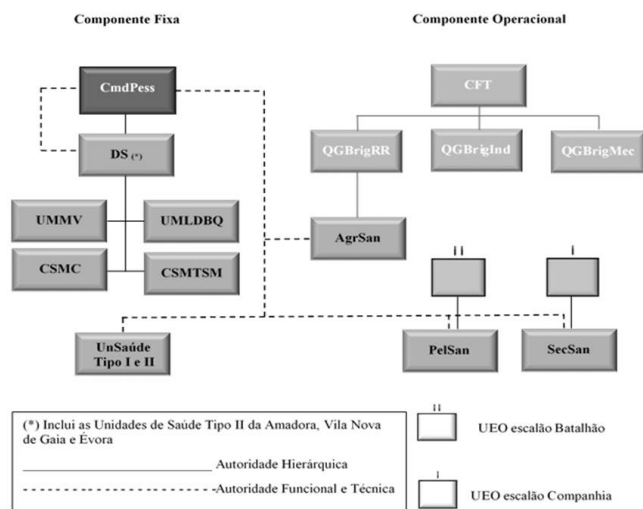 Componente Fixa
Componente Operacional
CmdPess
CFT
DS (*)
QGBrigRR
QGBrigInd
QGBrigMec
UMMV
UMLDBQ
AgrSan
CSMC
CSMTSM
UnSaúde
Tipo I e II
PelSan
SecSan
(*) Inclui as Unidades de Saúde Tipo II da Amadora, Vila Nova
de Gaia e Évora
Autoridade Hierárquica
Autoridade Funcional e Técnica
UEO escalão Batalhão
UEO escalão Companhia